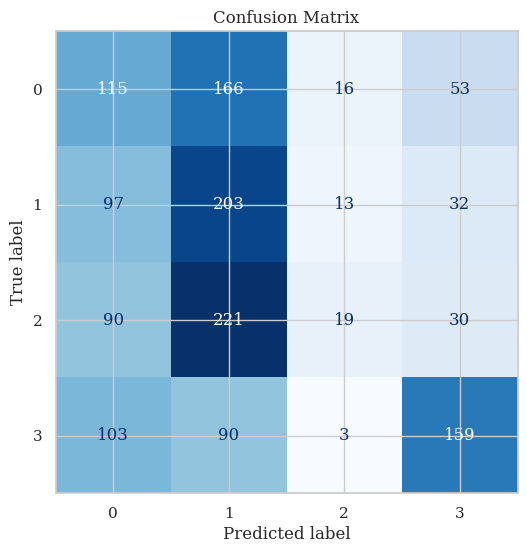 Confusion Matrix
True label
0 115 166 16 53
1 97 203 13 32
2 90 221 19 30
3 103 90 3 159
0 1 2 3
Predicted label